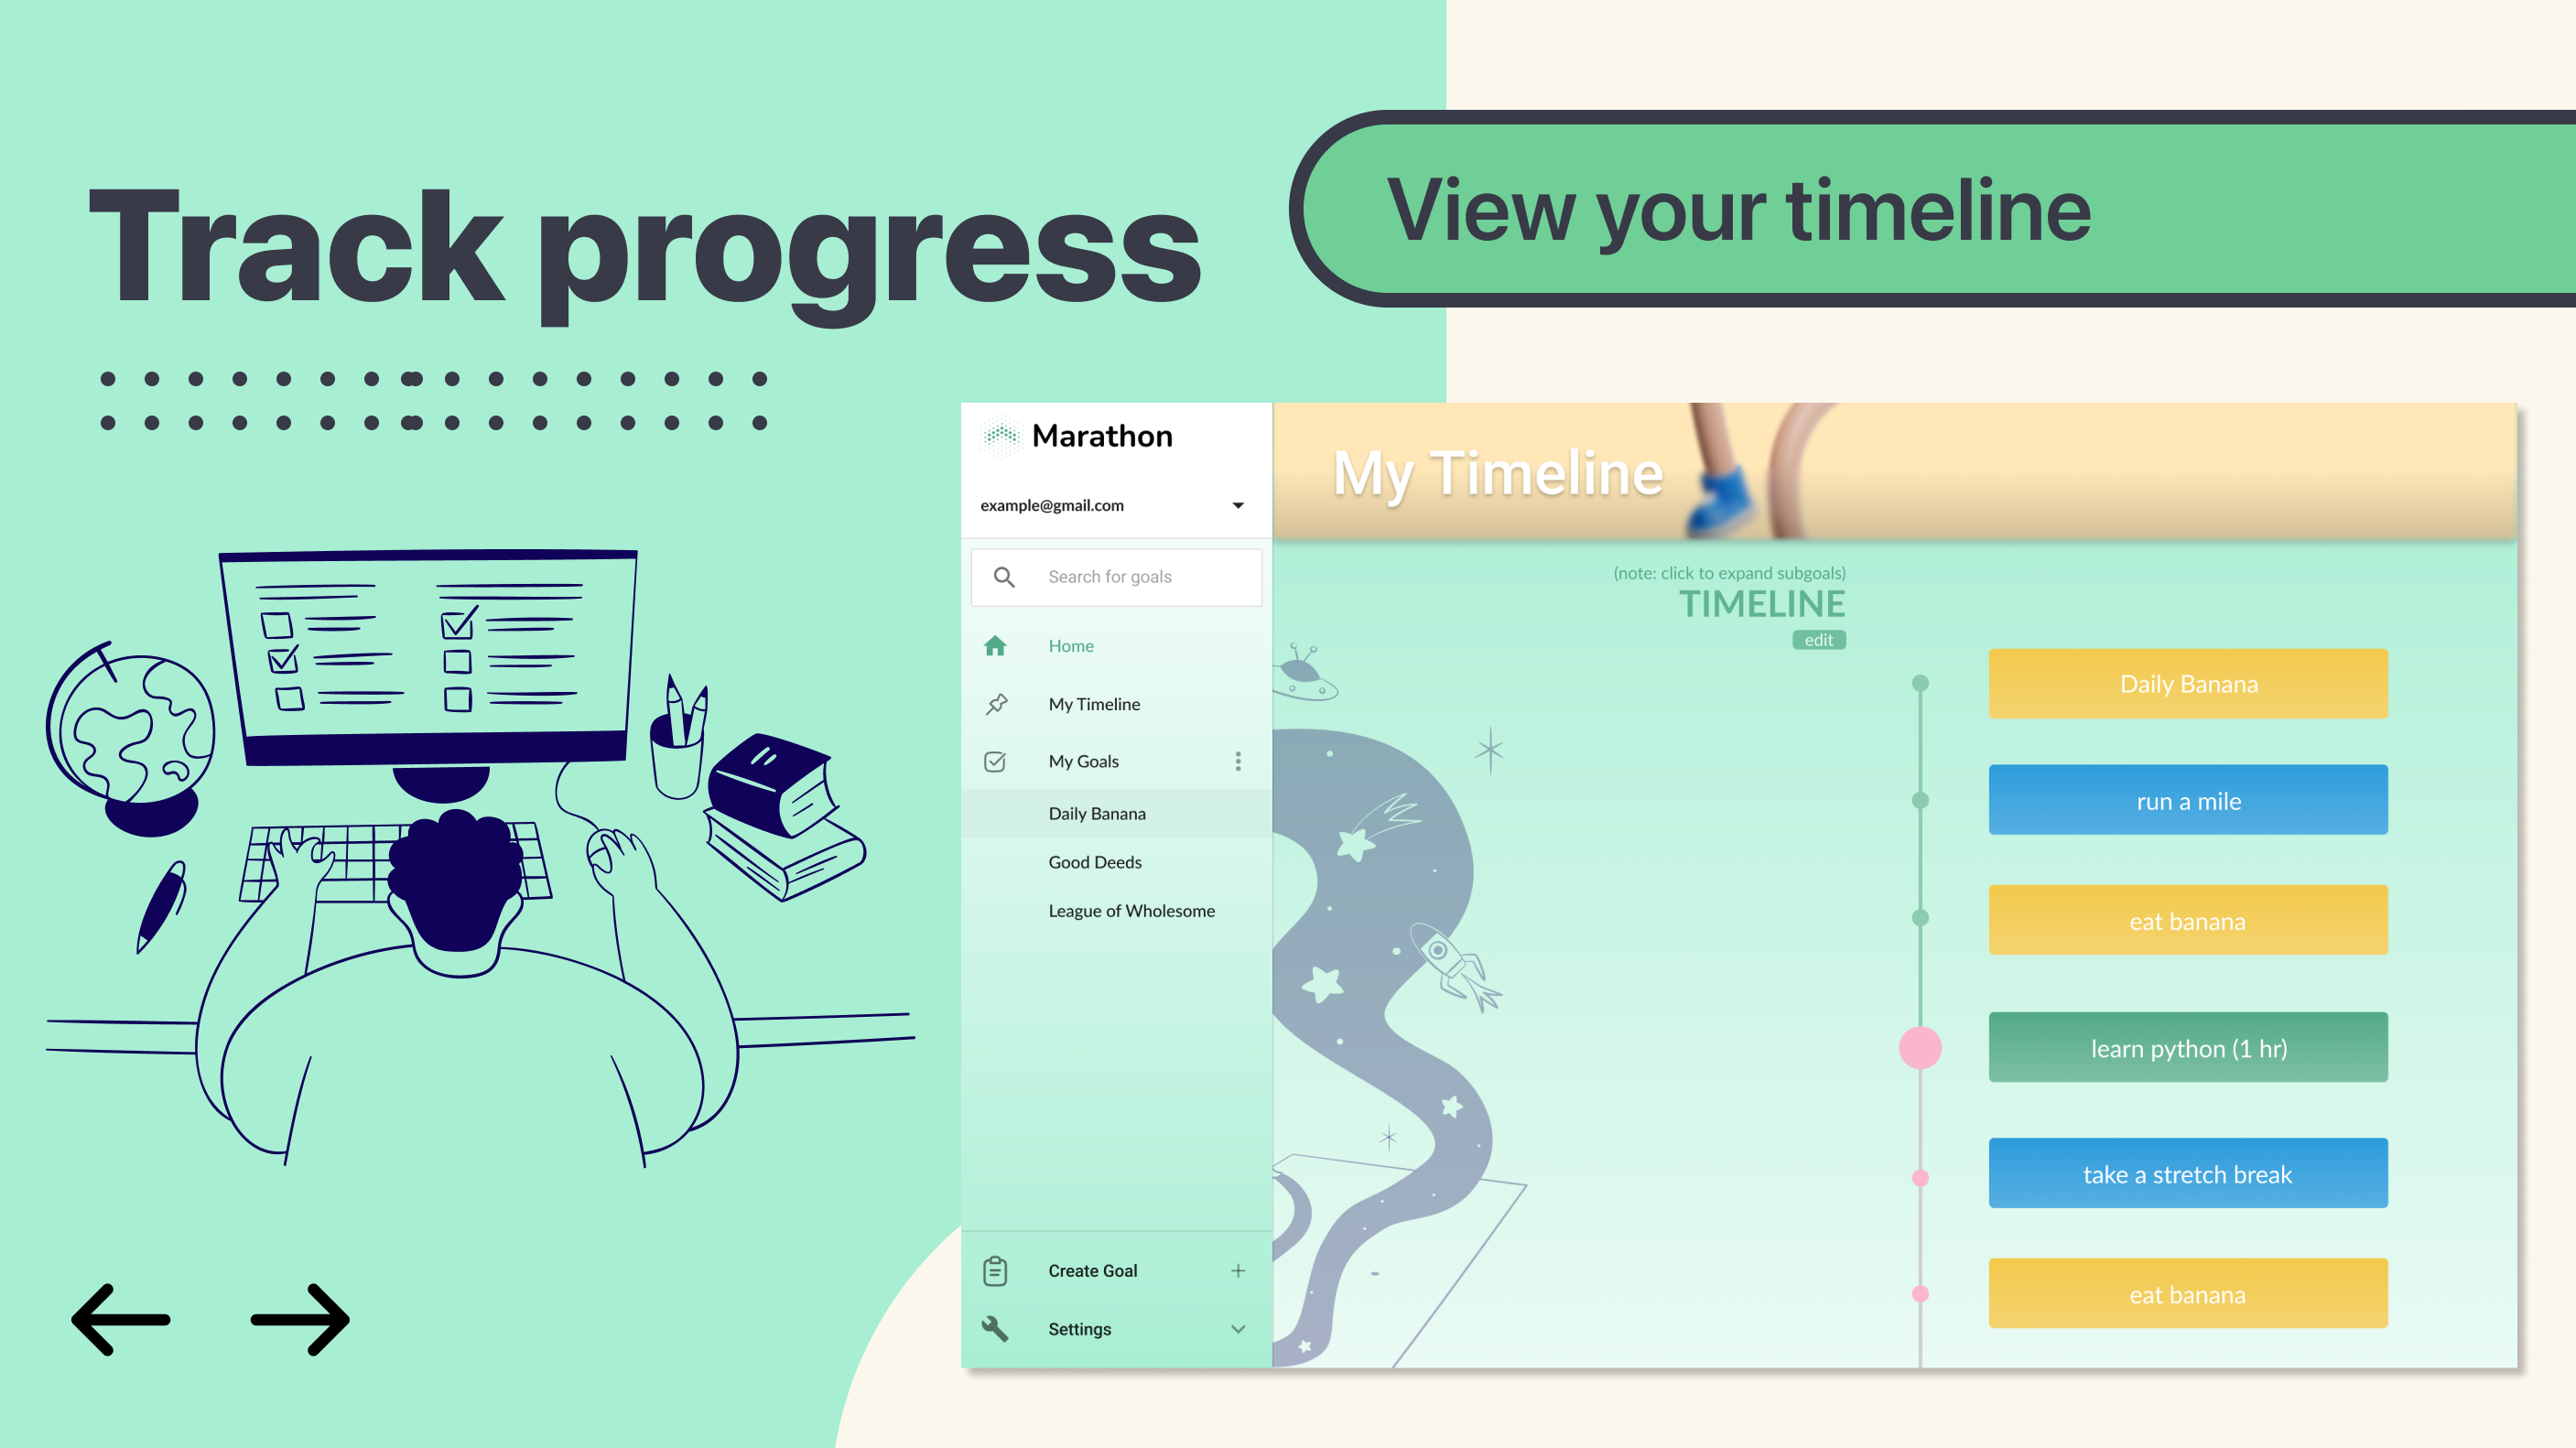 Track progress
View your timeline
Marathon
example@gmail.com
Search for goals
Home
My Timeline
My Goals
Daily Banana
Good Deeds
League of Wholesome
Create Goal
Settings
My Timeline
(note: click to expand subgoals)
TIMELINE
edit
Daily Banana
run a mile
eat banana
learn python (1 hr)
take a stretch break
eat banana